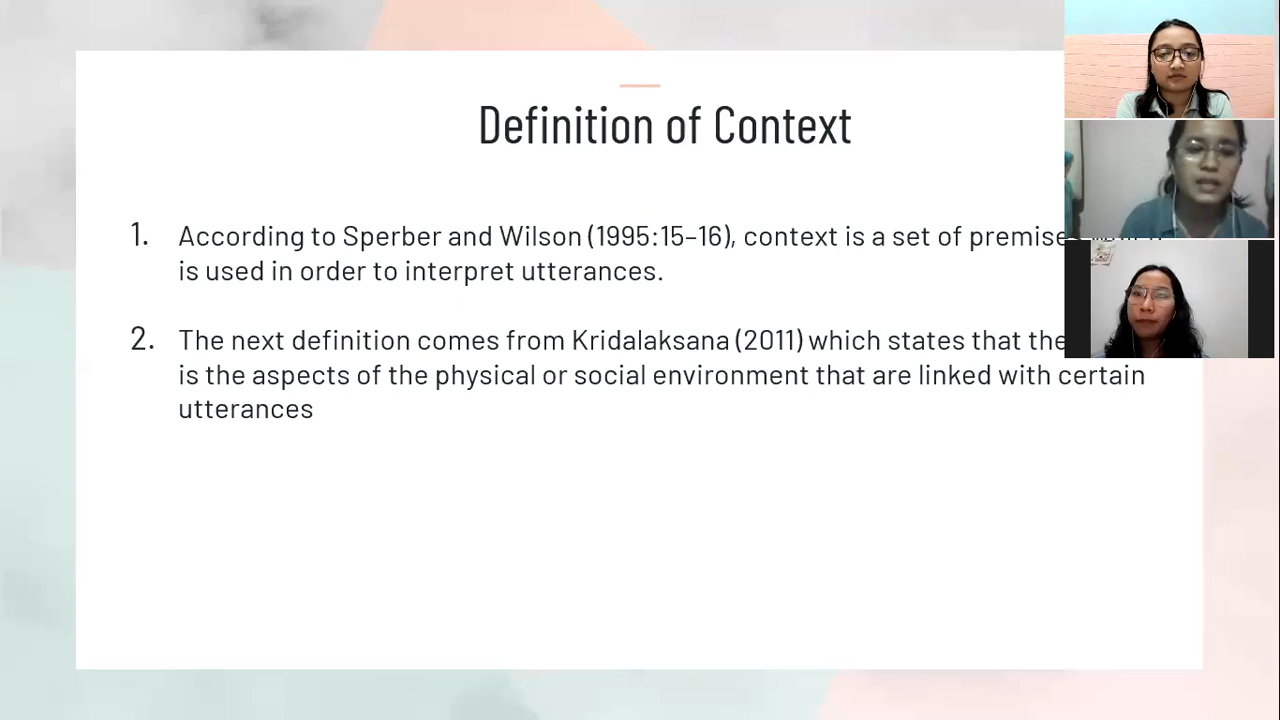 Definition of Context
1. According to Sperber and Wilson (1995:15–16), context is a set of premises
is used in order to interpret utterances.
2. The next definition comes from Kridalaksana (2011) which states that the
is the aspects of the physical or social environment that are linked with certain
utterances